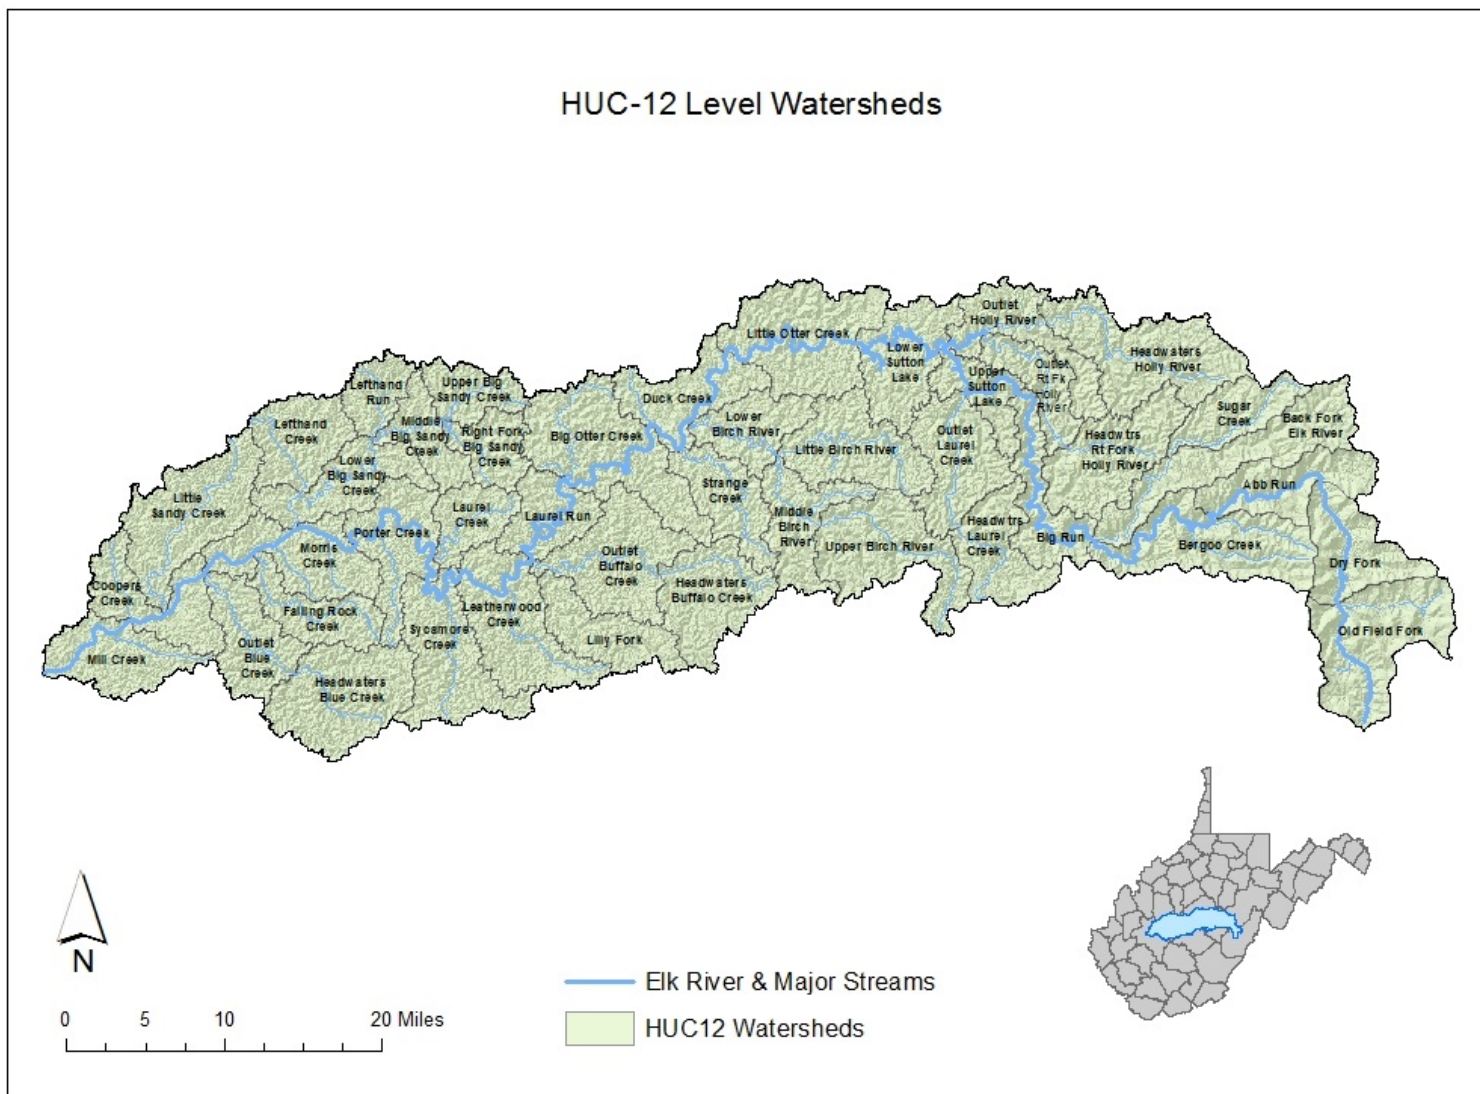 HUC-12 Level Watersheds
Outlet
Holly River
Little Otter Creek
Lower
Sutton
Lake
Headwaters
Holly River
Outlet
Rt Fk
Holly
River
Upper
Sutton
Lake
Lefthand
Run
Upper Big
Sandy Creek
Duck Creek
Sugar
Creek
Back Fork
Elk River
Lefthand
Creek
Middle
Big Sandy
Creek
Right Fork
Big Sandy
Creek
Big Otter Creek
Lower
Birch River
Little Birch River
Outlet
Laurel
Creek
Headwtrs
Rt Fork
Holly River
Lower
Big Sandy
Creek
Strange
Creek
Abb Run
Little
Sandy Creek
Laurel
Creek
Laurel Run
Middle
Birch
River
Headwtrs
Laurel
Creek
Porter Creek
Big Run
Morris
Creek
Upper Birch River
Bergoo Creek
Outlet
Buffalo
Creek
Dry Fork
Coopers
Creek
Headwaters
Buffalo Creek
Falling Rock
Creek
Leatherwood
Creek
Sycamore
Creek
Lilly Fork
Old Field Fork
Mill Creek
Outlet
Blue
Creek
Headwaters
Blue Creek
N
0 5 10 20 Miles
Elk River & Major Streams
HUC12 Watersheds